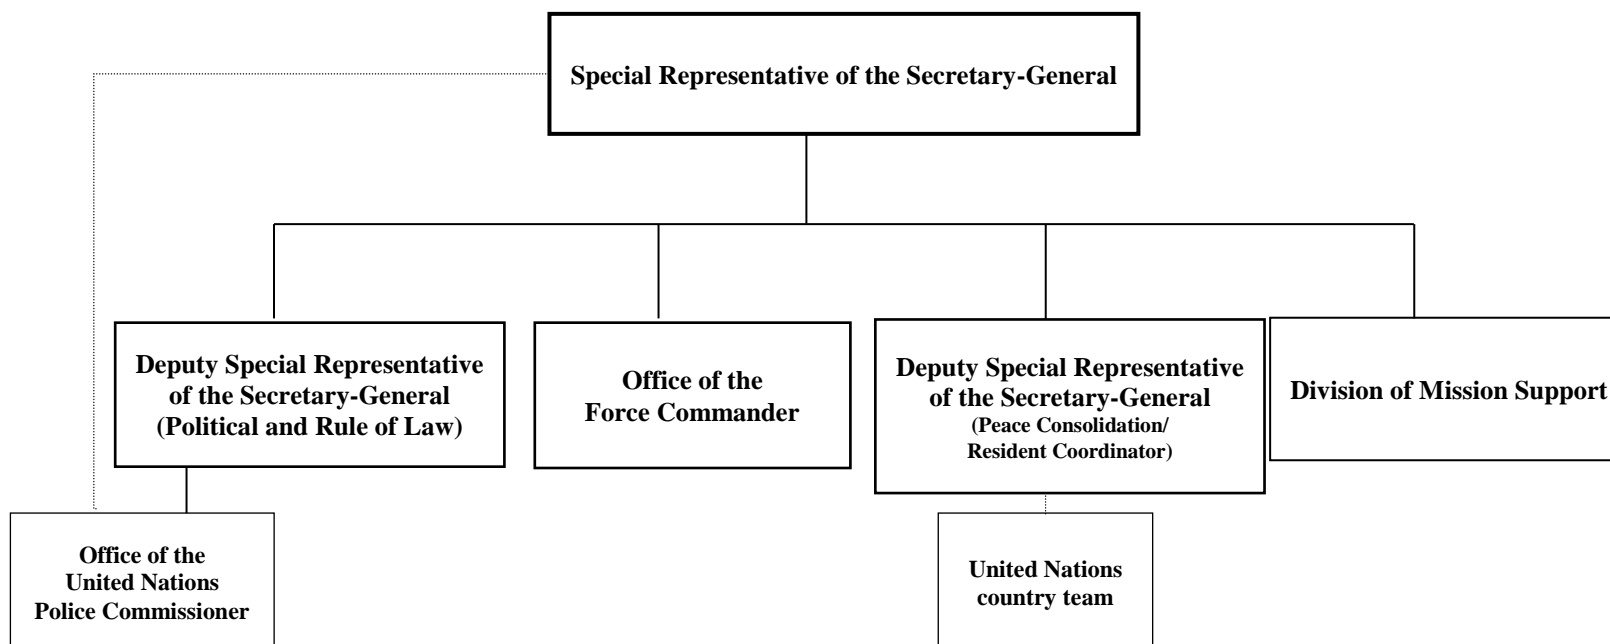 Special Representative of the Secretary-General
Deputy Special Representative
of the Secretary-General
(Political and Rule of Law)
Office of the
Force Commander
Deputy Special Representative
of the Secretary-General
(Peace Consolidation/
Resident Coordinator)
Division of Mission Support
Office of the
United Nations
Police Commissioner
United Nations
country team